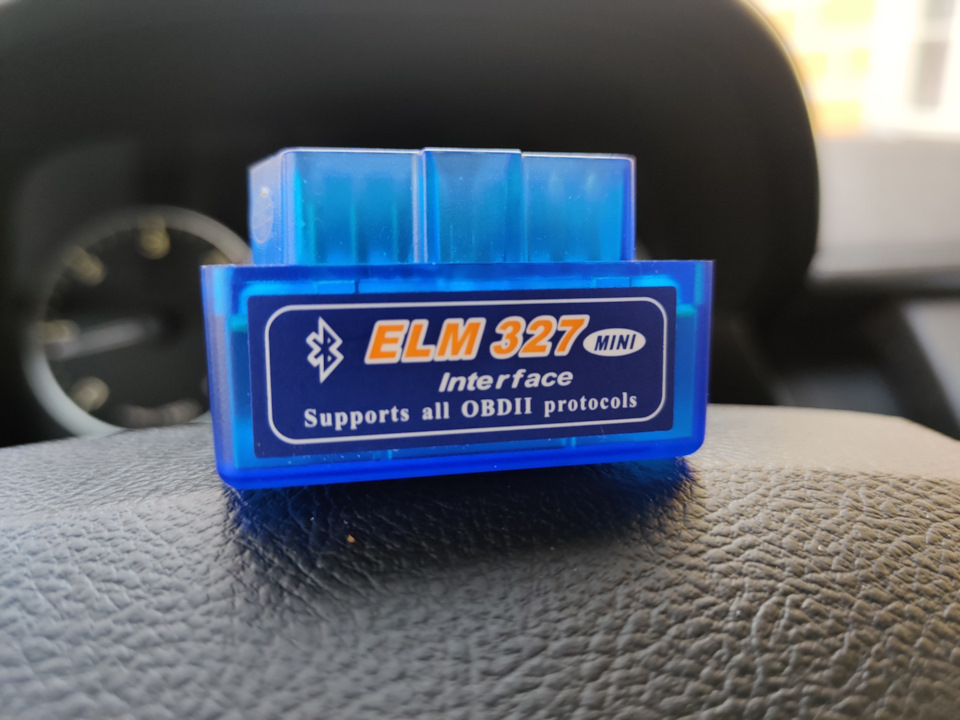 ELM 327 MINI
Interface
Supports all OBDII protocols